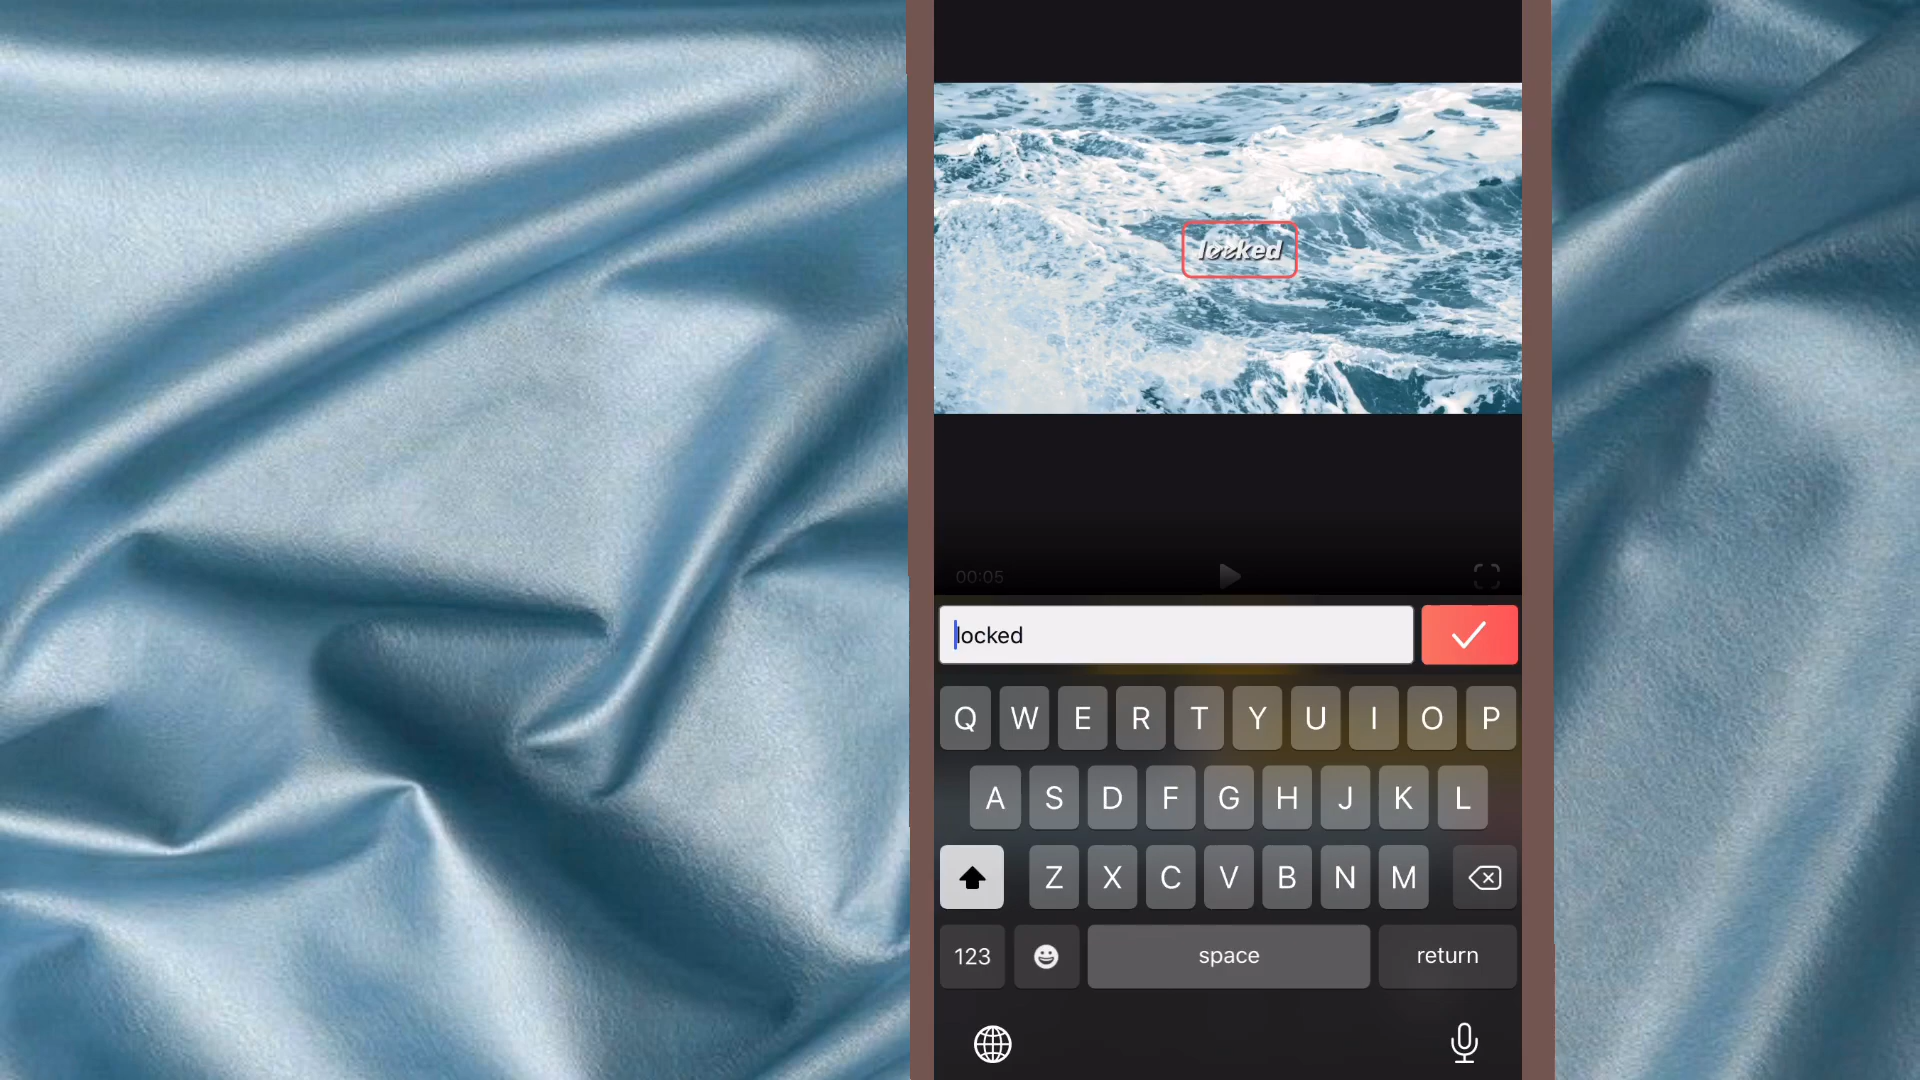 locked
00:05
locked
Q W E R T Y U I O P
A S D F G H J K L
Z X C V B N M
123 space return